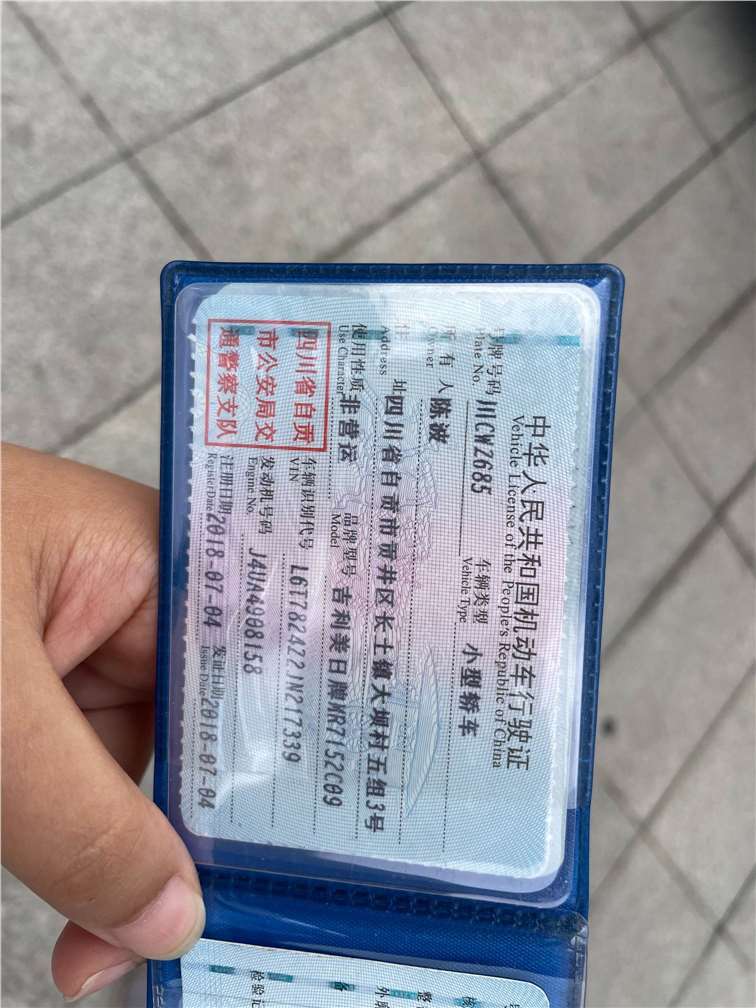 中华人民共和国机动车行驶证
Vehicle License of the People's Republic of China
号牌号码 川CWZ685 车辆类型 小型轿车
Plate No. Vehicle Type
所有人 陈波
Owner
住址 四川省自贡市贡井区长土镇大坝村五组3号
Address
使用性质 非营运 品牌型号 吉利美日牌MR7152C09
Use Character Model
四川省自贡
市公安局交
通警察支队
车辆识别代号 L6T7824Z2JN217339
VIN
发动机号码 J4UA4908158
Engine No.
注册日期 2018-07-04 发证日期 2018-07-04
Register Date Issue Date